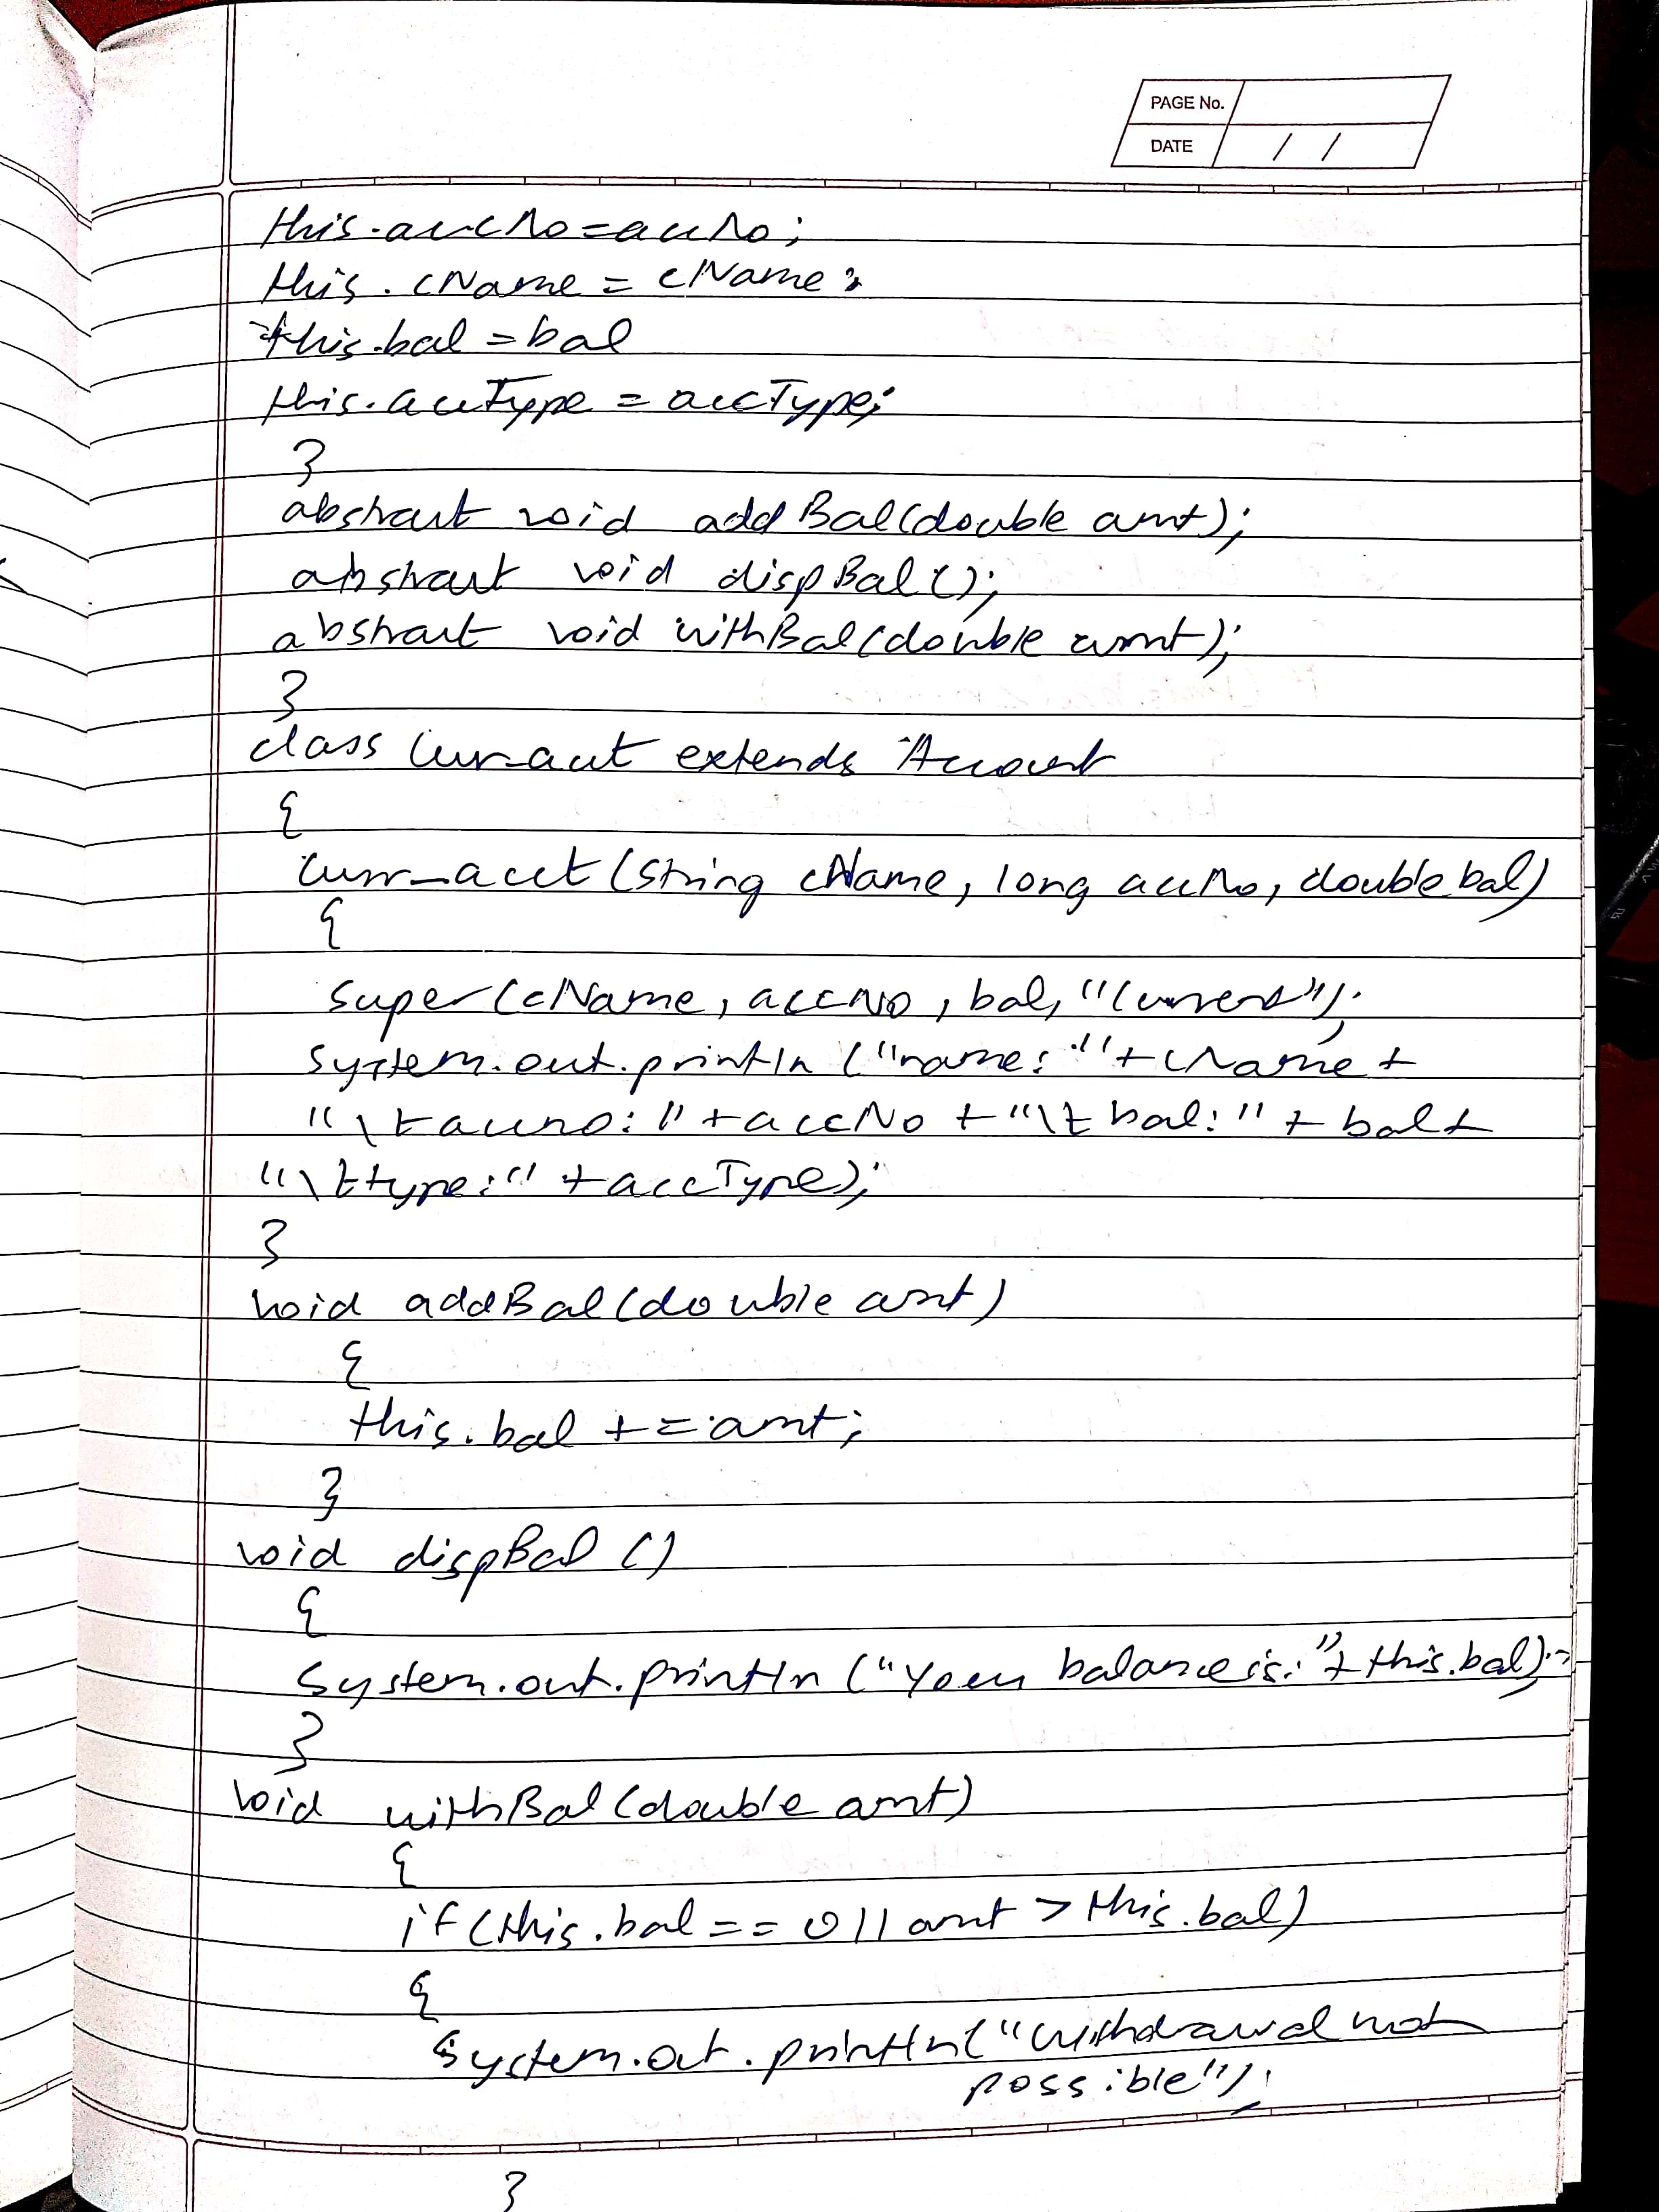 PAGE No.
DATE / /
this.accNo=accNo;
this.cName = cName;
this.bal = bal
this.accType = accType;
}
abstract void addBal(double amt);
abstract void dispBal();
abstract void withBal(double amt);
}
class Curr_acct extends Account
{
Curr_acct(String cName, long accNo, double bal)
{
super(cName, accNo, bal, "Current");
System.out.println("name:"+cName+
"\taccno:"+accNo+"\tbal:"+bal+
"\ttype:"+accType);
}
void addBal(double amt)
{
this.bal += amt;
}
void dispBal()
{
System.out.println("Your balance is:"+this.bal);
}
void withBal(double amt)
{
if(this.bal==0||amt>this.bal)
{
System.out.println("Withdrawal not
possible");
}